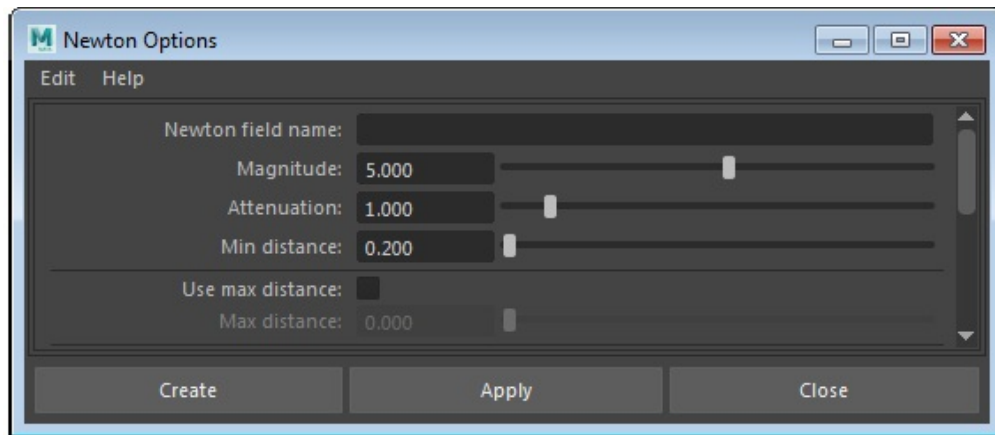 Newton Options
Edit Help
Newton field name:
Magnitude: 5.000
Attenuation: 1.000
Min distance: 0.200
Use max distance:
Max distance: 0.000
Create Apply Close